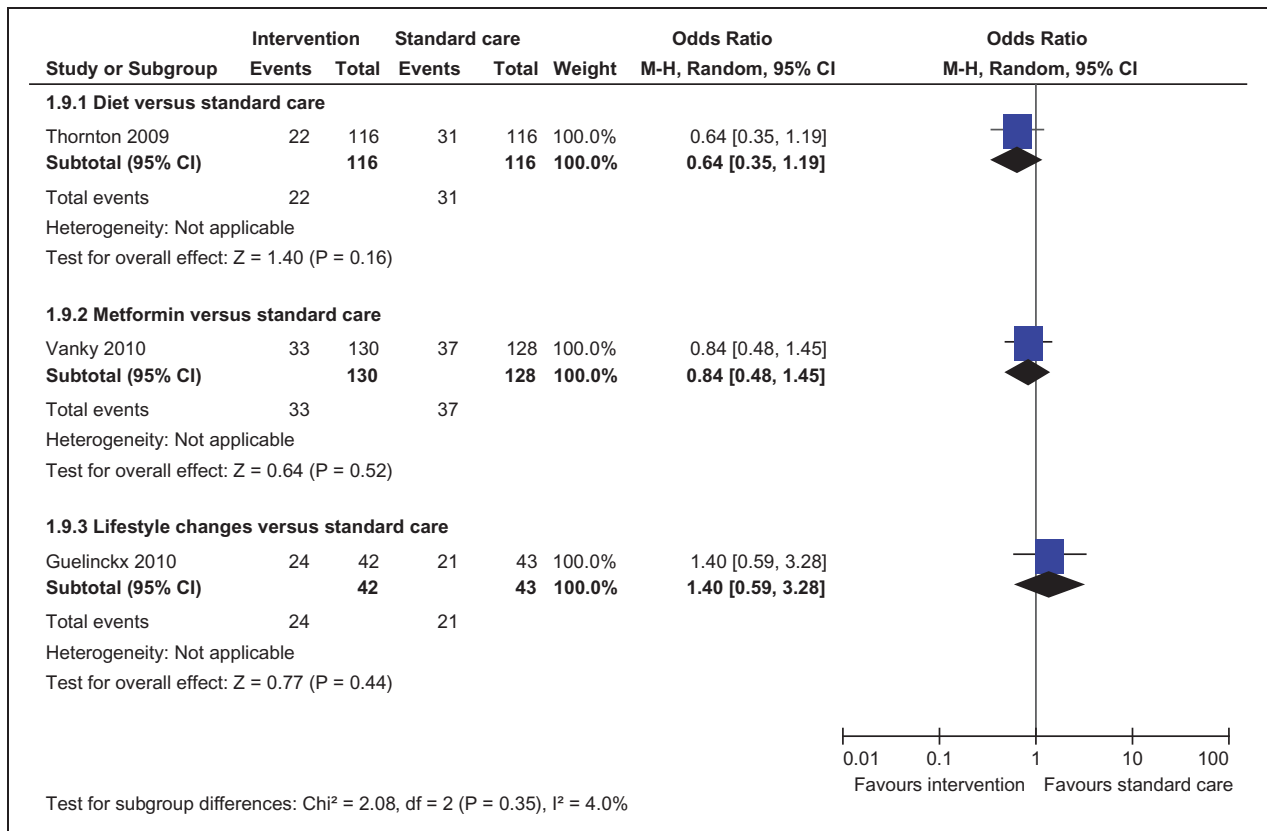 Intervention Standard care Odds Ratio Odds Ratio
Study or Subgroup Events Total Events Total Weight M-H, Random, 95% CI M-H, Random, 95% CI
1.9.1 Diet versus standard care
Thornton 2009 22 116 31 116 100.0% 0.64 [0.35, 1.19]
Subtotal (95% CI) 116 116 100.0% 0.64 [0.35, 1.19]
Total events 22 31
Heterogeneity: Not applicable
Test for overall effect: Z = 1.40 (P = 0.16)
1.9.2 Metformin versus standard care
Vanky 2010 33 130 37 128 100.0% 0.84 [0.48, 1.45]
Subtotal (95% CI) 130 128 100.0% 0.84 [0.48, 1.45]
Total events 33 37
Heterogeneity: Not applicable
Test for overall effect: Z = 0.64 (P = 0.52)
1.9.3 Lifestyle changes versus standard care
Guelinckx 2010 24 42 21 43 100.0% 1.40 [0.59, 3.28]
Subtotal (95% CI) 42 43 100.0% 1.40 [0.59, 3.28]
Total events 24 21
Heterogeneity: Not applicable
Test for overall effect: Z = 0.77 (P = 0.44)
0.01 0.1 1 10 100
Favours intervention Favours standard care
Test for subgroup differences: Chi² = 2.08, df = 2 (P = 0.35), I² = 4.0%